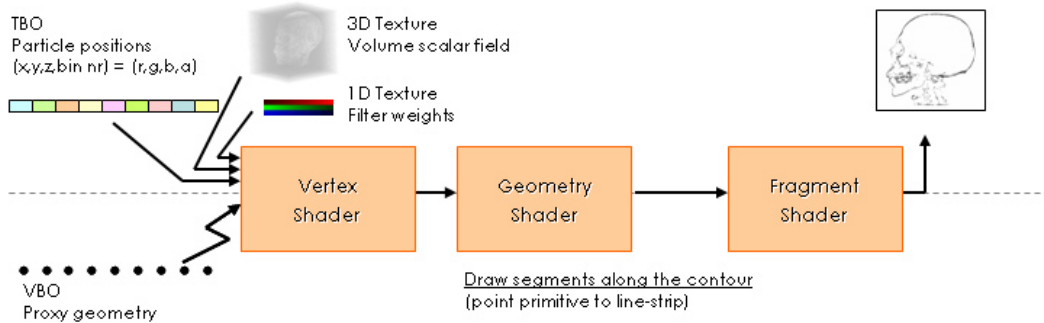 TBO
Particle positions
(x,y,z,bin nr) = (r,g,b,a)
3D Texture
Volume scalar field
1D Texture
Filter weights
Vertex
Shader
Geometry
Shader
Fragment
Shader
VBO
Proxy geometry
Draw segments along the contour
(point primitive to line-strip)